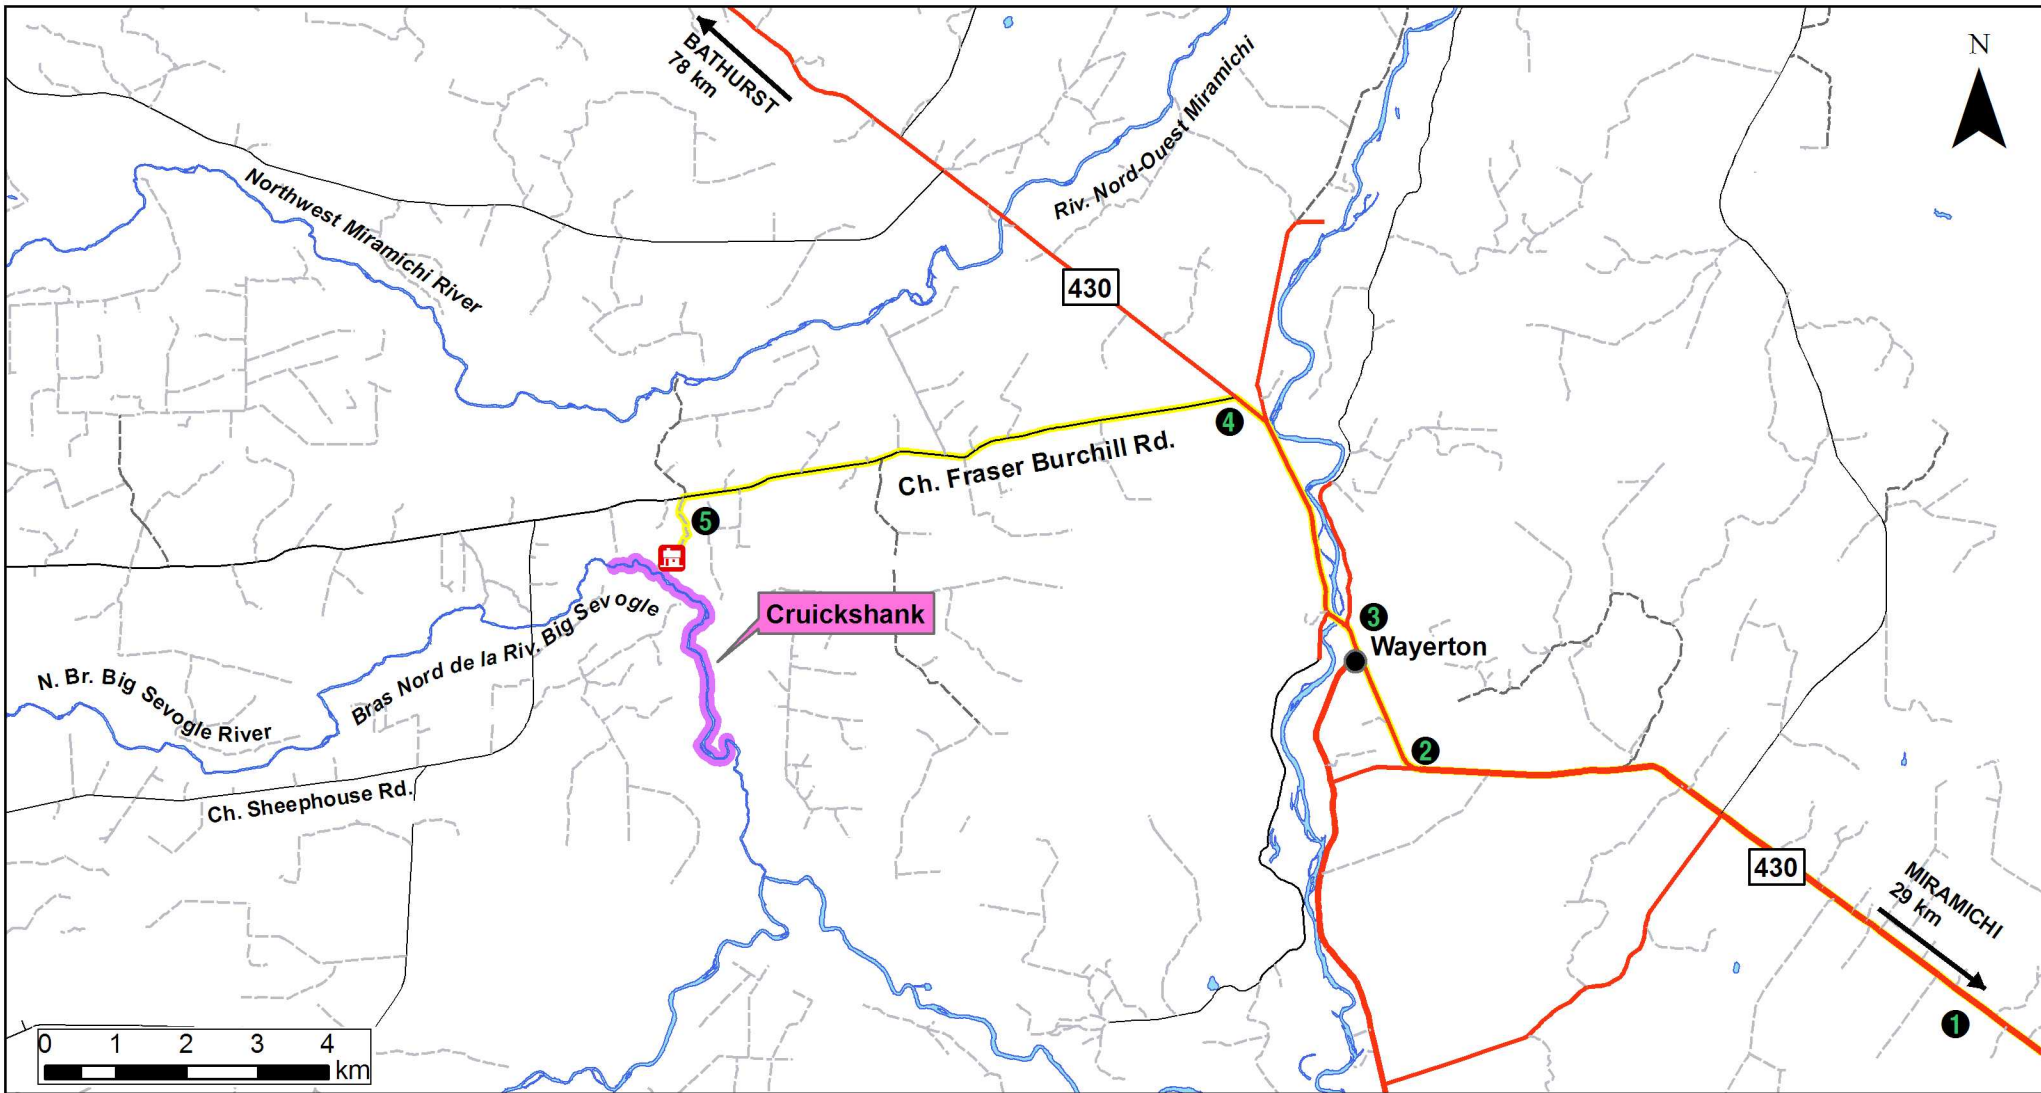 N
BATHURST
78 km
Riv. Nord-Ouest Miramichi
Northwest Miramichi River
430
4
Ch. Fraser Burchill Rd.
5
Cruickshank
3
Wayerton
Bras Nord de la Riv. Big Sevogle
N. Br. Big Sevogle River
2
Ch. Sheephouse Rd.
430
MIRAMICHI
29 km
1
0 1 2 3 4
km